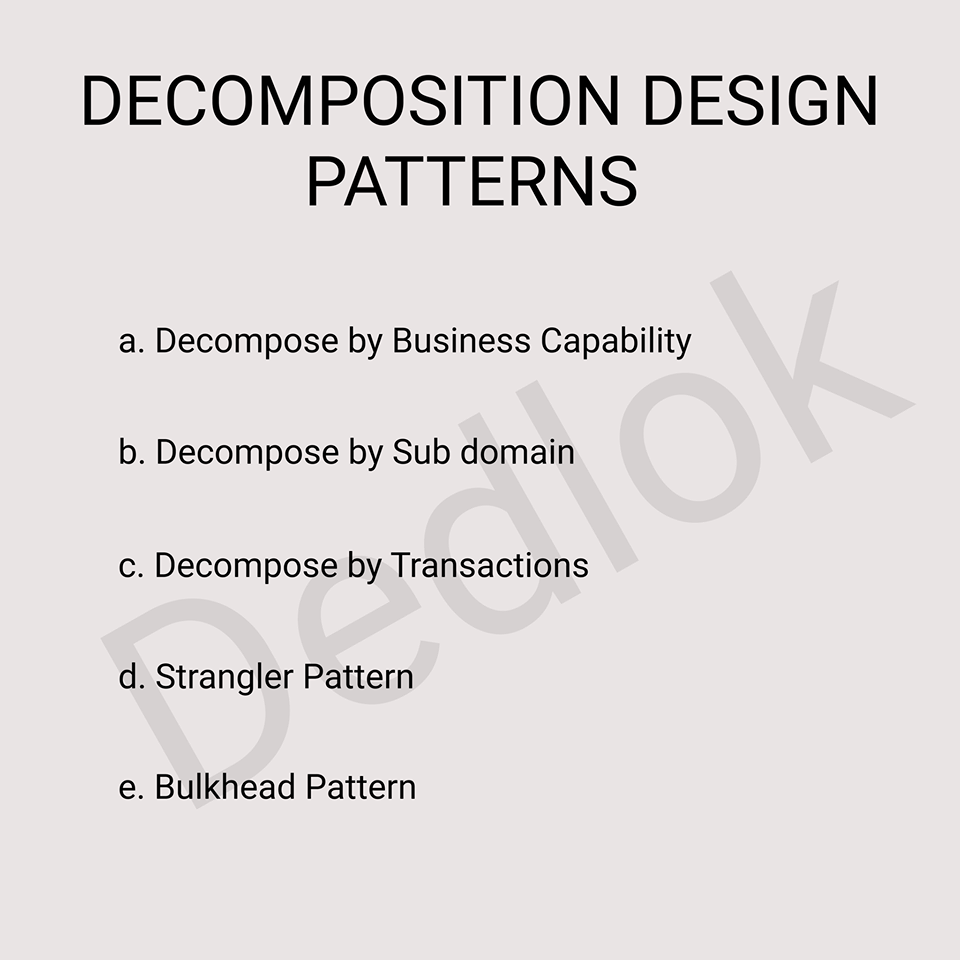 DECOMPOSITION DESIGN
PATTERNS
a. Decompose by Business Capability
b. Decompose by Sub domain
c. Decompose by Transactions
d. Strangler Pattern
e. Bulkhead Pattern
Dedlok